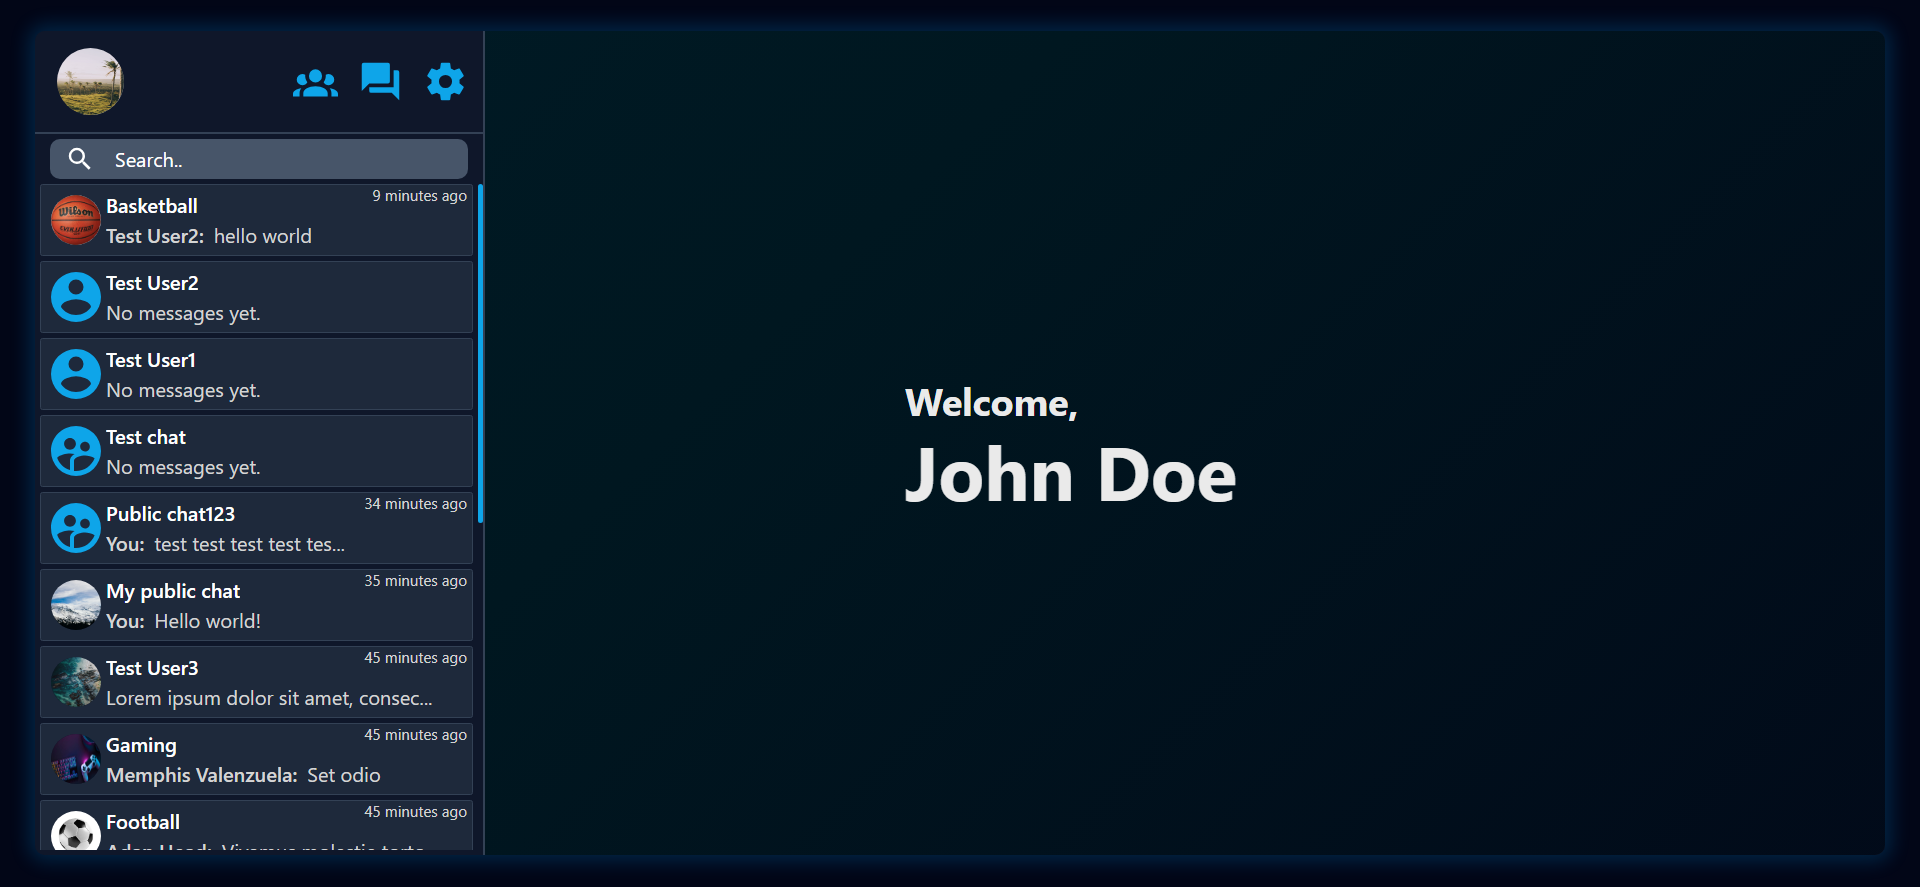 Search..
Basketball
9 minutes ago
Wilson
EVOLUTION
Test User2: hello world
Test User2
No messages yet.
Test User1
No messages yet.
Test chat
No messages yet.
Public chat123
34 minutes ago
You: test test test test tes...
My public chat
35 minutes ago
You: Hello world!
Test User3
45 minutes ago
Lorem ipsum dolor sit amet, consec...
Gaming
45 minutes ago
Memphis Valenzuela: Set odio
Football
45 minutes ago
Welcome,
John Doe